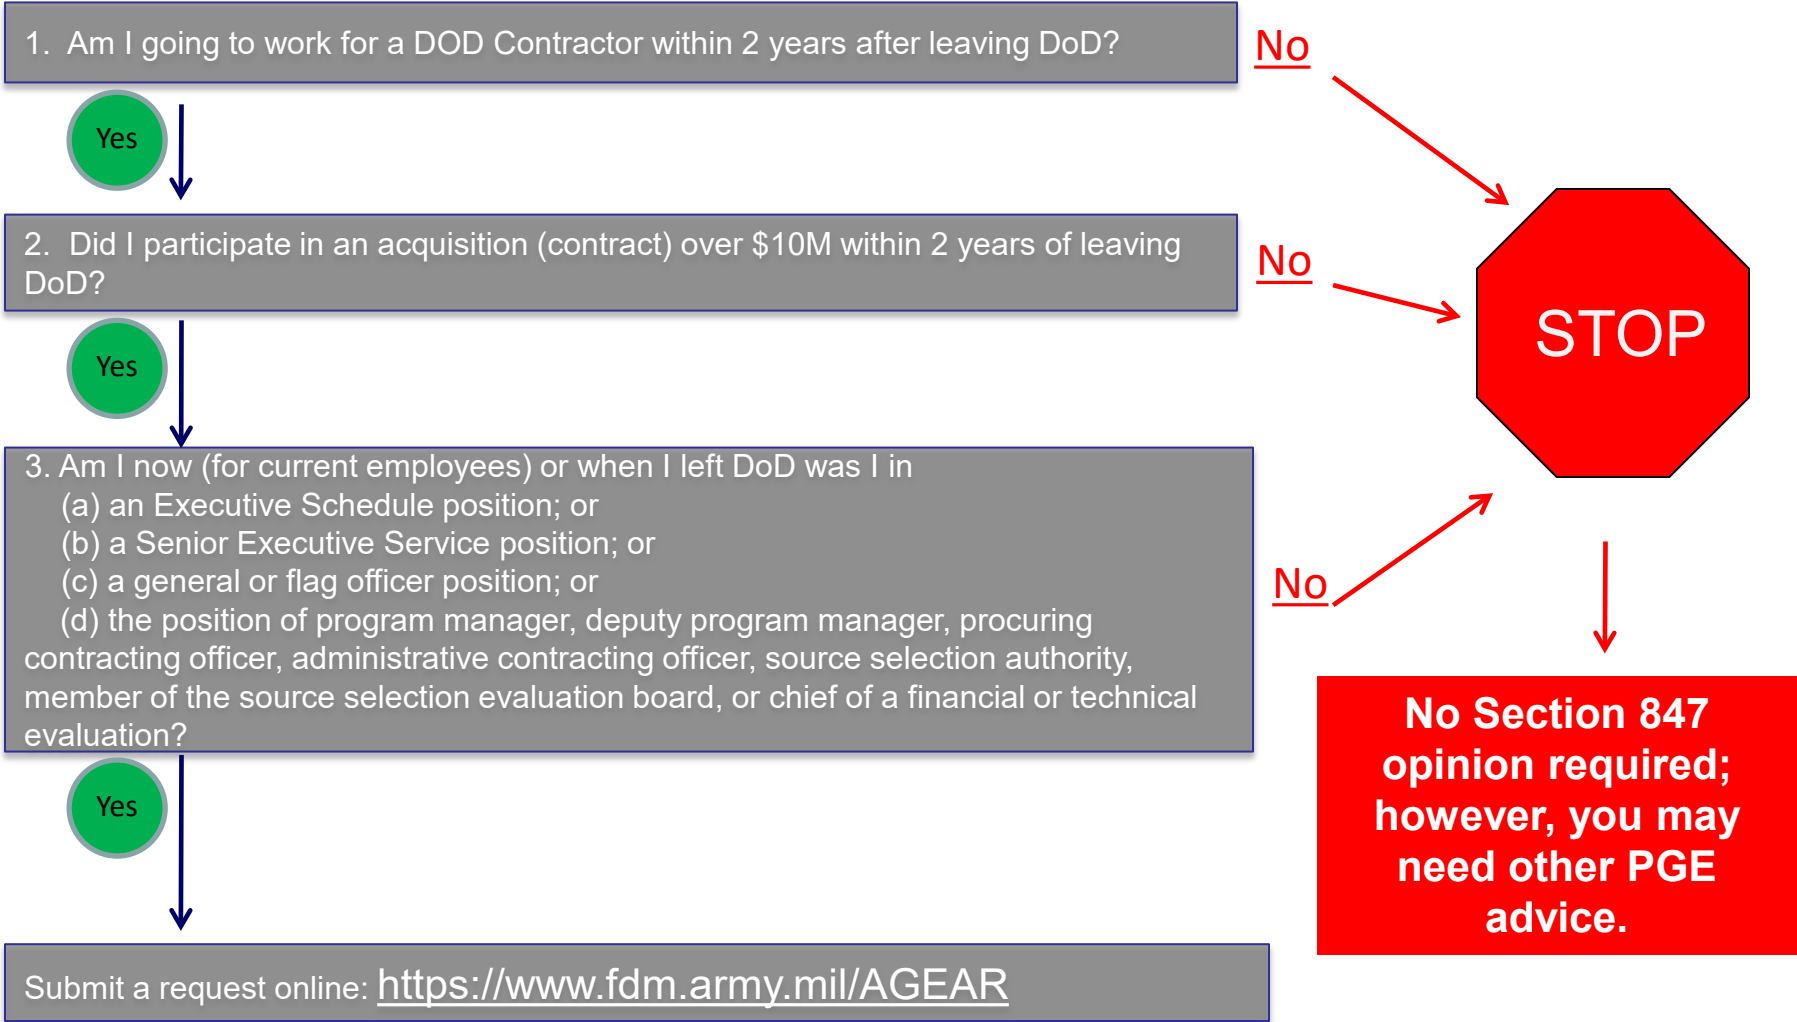 1.  Am I going to work for a DOD Contractor within 2 years after leaving DoD?
No
Yes
2.  Did I participate in an acquisition (contract) over $10M within 2 years of leaving
DoD?
No
STOP
Yes
3. Am I now (for current employees) or when I left DoD was I in
(a) an Executive Schedule position; or
(b) a Senior Executive Service position; or
(c) a general or flag officer position; or
(d) the position of program manager, deputy program manager, procuring
contracting officer, administrative contracting officer, source selection authority,
member of the source selection evaluation board, or chief of a financial or technical
evaluation?
No
Yes
No Section 847
opinion required;
however, you may
need other PGE
advice.
Submit a request online: https://www.fdm.army.mil/AGEAR